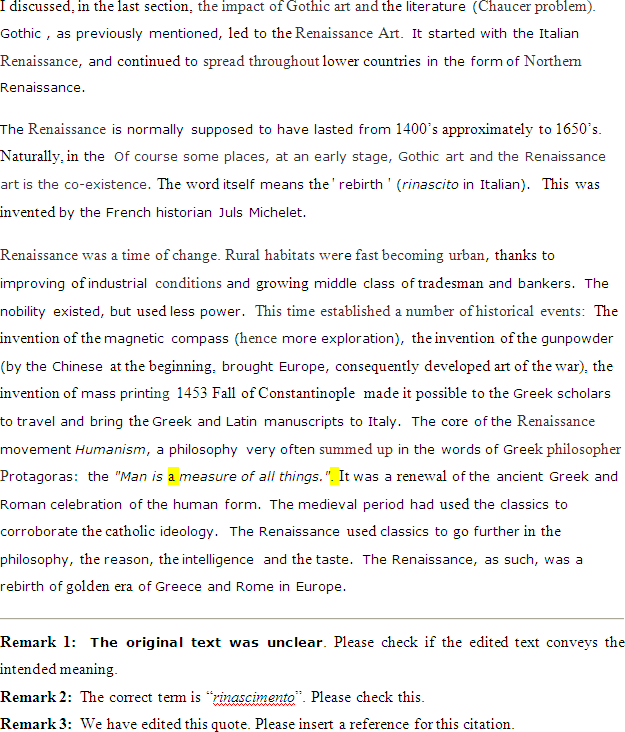 I discussed, in the last section, the impact of Gothic art and the literature (Chaucer problem).
Gothic , as previously mentioned, led to the Renaissance Art. It started with the Italian
Renaissance, and continued to spread throughout lower countries in the form of Northern
Renaissance.
The Renaissance is normally supposed to have lasted from 1400's approximately to 1650's.
Naturally, in the Of course some places, at an early stage, Gothic art and the Renaissance
art is the co-existence. The word itself means the ' rebirth ' (rinascito in Italian). This was
invented by the French historian Juls Michelet.
Renaissance was a time of change. Rural habitats were fast becoming urban, thanks to
improving of industrial conditions and growing middle class of tradesman and bankers. The
nobility existed, but used less power. This time established a number of historical events: The
invention of the magnetic compass (hence more exploration), the invention of the gunpowder
(by the Chinese at the beginning, brought Europe, consequently developed art of the war), the
invention of mass printing 1453 Fall of Constantinople made it possible to the Greek scholars
to travel and bring the Greek and Latin manuscripts to Italy. The core of the Renaissance
movement Humanism, a philosophy very often summed up in the words of Greek philosopher
Protagoras: the "Man is a measure of all things.". It was a renewal of the ancient Greek and
Roman celebration of the human form. The medieval period had used the classics to
corroborate the catholic ideology. The Renaissance used classics to go further in the
philosophy, the reason, the intelligence and the taste. The Renaissance, as such, was a
rebirth of golden era of Greece and Rome in Europe.
Remark 1: The original text was unclear. Please check if the edited text conveys the
intended meaning.
Remark 2: The correct term is “rinascimento”. Please check this.
Remark 3: We have edited this quote. Please insert a reference for this citation.